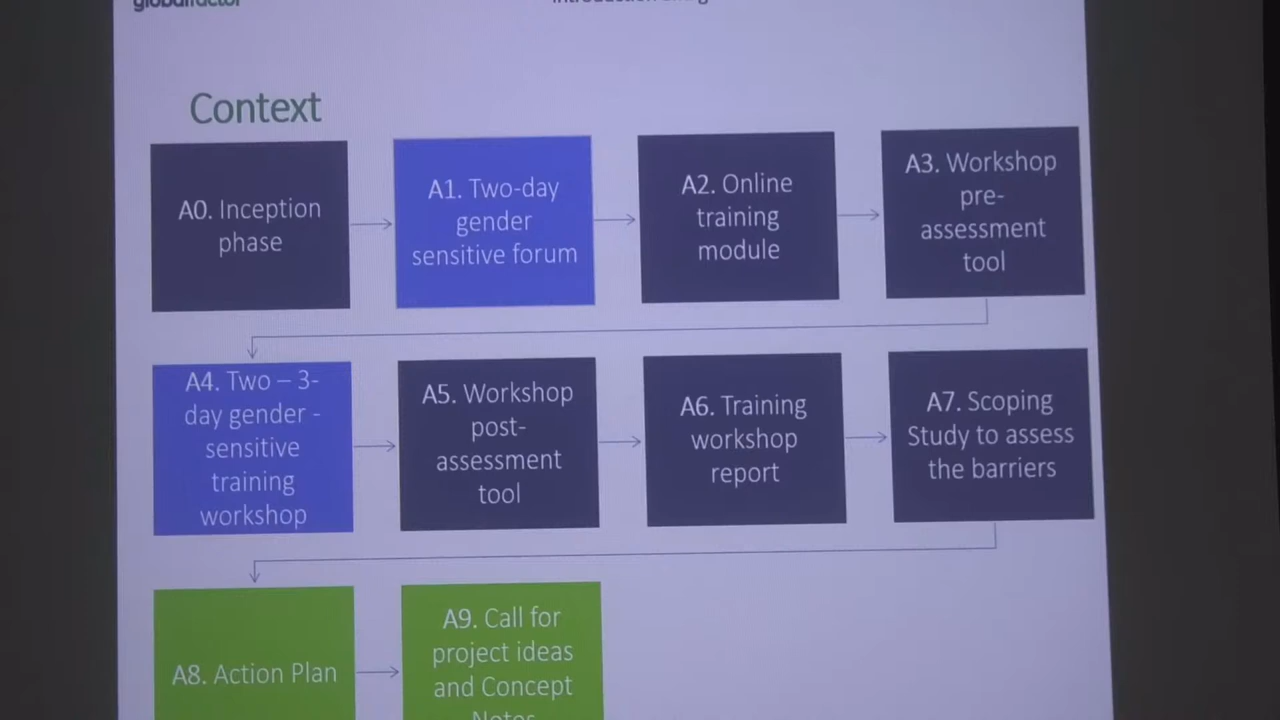 globalfactor
Context
A0. Inception
phase
A1. Two-day
gender
sensitive forum
A2. Online
training
module
A3. Workshop
pre-
assessment
tool
A4. Two – 3-
day gender -
sensitive
training
workshop
A5. Workshop
post-
assessment
tool
A6. Training
workshop
report
A7. Scoping
Study to assess
the barriers
A8. Action Plan
A9. Call for
project ideas
and Concept
Notes